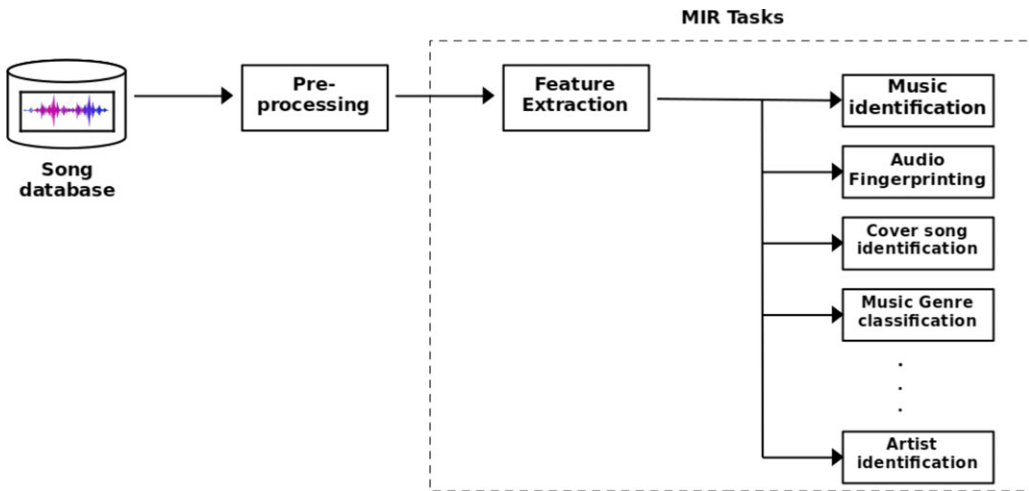 MIR Tasks
Song
database
Pre-
processing
Feature
Extraction
Music
identification
Audio
Fingerprinting
Cover song
identification
Music Genre
classification
.
.
.
Artist
identification